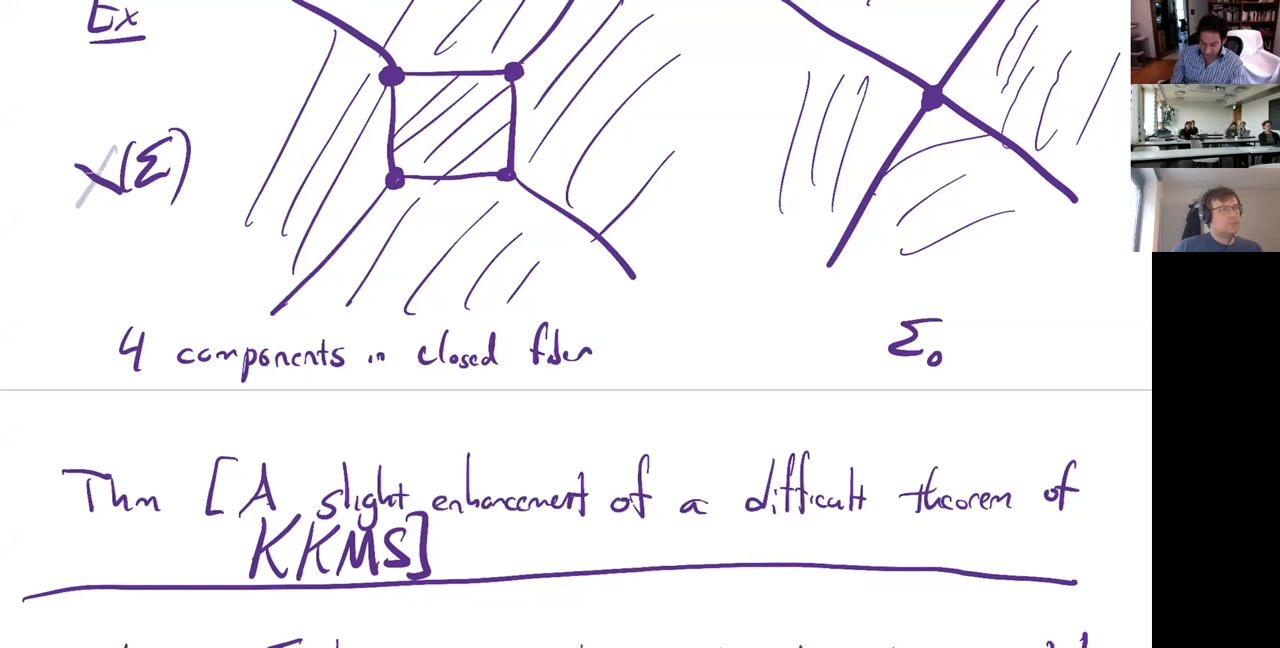 Ex
(Σ)
4 components in closed fiber
Σ₀
Thm [A slight enhancement of a difficult theorem of
KKMS]